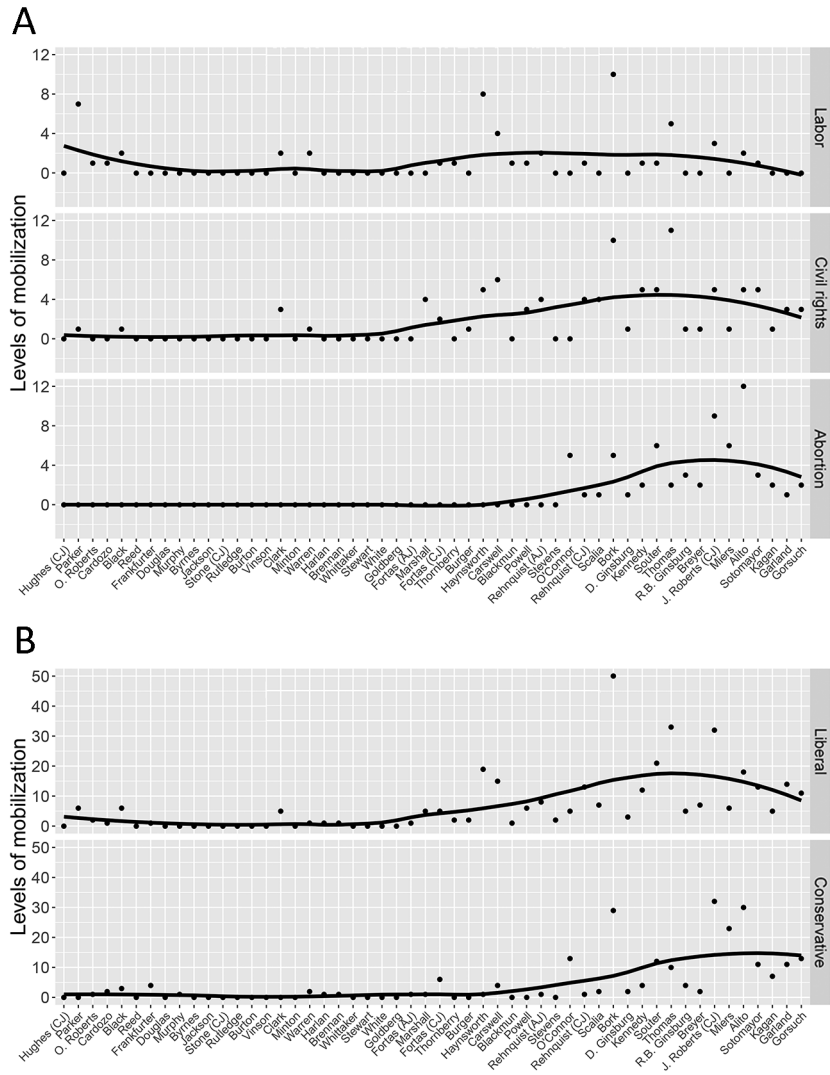 A
Levels of mobilization
12
8
4
0
Labor
12
8
4
0
Civil rights
12
8
4
0
Abortion
Hughes (CJ)
Parker
O. Roberts
Cardozo
Black
Reed
Frankfurter
Douglas
Murphy
Byrnes
Jackson
Stone (CJ)
Rutledge
Burton
Vinson
Clark
Minton
Warren
Harlan
Brennan
Whittaker
Stewart
White
Goldberg
Fortas (AJ)
Marshall
Fortas (CJ)
Thornberry
Burger
Haynsworth
Carswell
Blackmun
Powell
Rehnquist (AJ)
Stevens
O'Connor
Rehnquist (CJ)
Scalia
Bork
D. Ginsburg
Kennedy
Souter
Thomas
R.B. Ginsburg
Breyer
J. Roberts (CJ)
Miers
Alito
Sotomayor
Kagan
Garland
Gorsuch
B
Levels of mobilization
50
40
30
20
10
0
Liberal
50
40
30
20
10
0
Conservative
Hughes (CJ)
Parker
O. Roberts
Cardozo
Black
Reed
Frankfurter
Douglas
Murphy
Byrnes
Jackson
Stone (CJ)
Rutledge
Burton
Vinson
Clark
Minton
Warren
Harlan
Brennan
Whittaker
Stewart
White
Goldberg
Fortas (AJ)
Marshall
Fortas (CJ)
Thornberry
Burger
Haynsworth
Carswell
Blackmun
Powell
Rehnquist (AJ)
Stevens
O'Connor
Rehnquist (CJ)
Scalia
Bork
D. Ginsburg
Kennedy
Souter
Thomas
R.B. Ginsburg
Breyer
J. Roberts (CJ)
Miers
Alito
Sotomayor
Kagan
Garland
Gorsuch